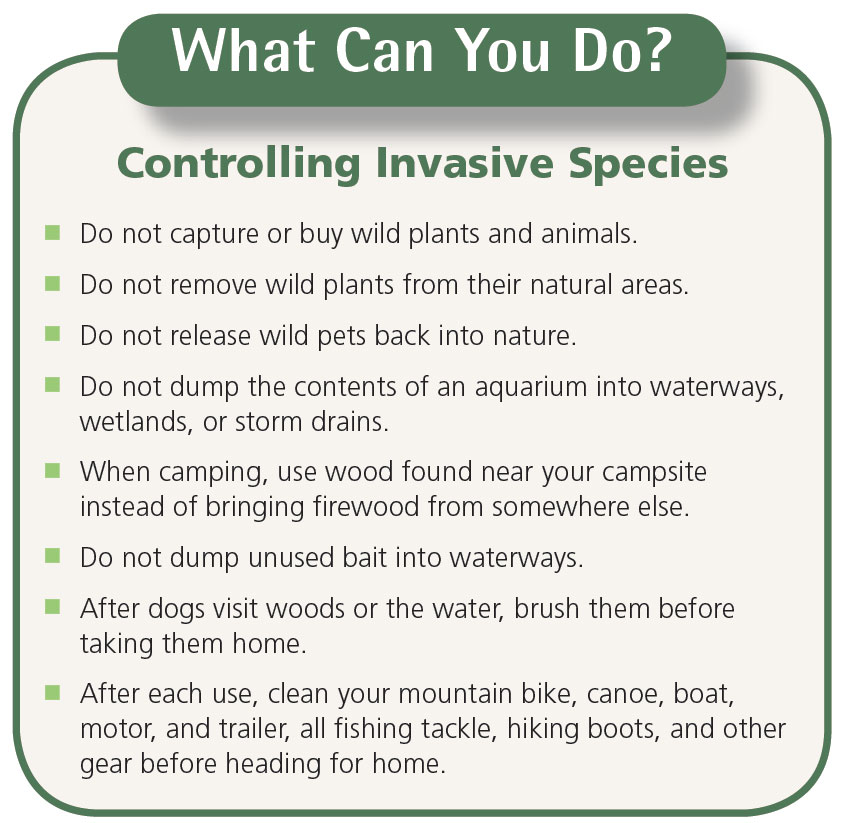 What Can You Do?
Controlling Invasive Species
■ Do not capture or buy wild plants and animals.
■ Do not remove wild plants from their natural areas.
■ Do not release wild pets back into nature.
■ Do not dump the contents of an aquarium into waterways,
wetlands, or storm drains.
■ When camping, use wood found near your campsite
instead of bringing firewood from somewhere else.
■ Do not dump unused bait into waterways.
■ After dogs visit woods or the water, brush them before
taking them home.
■ After each use, clean your mountain bike, canoe, boat,
motor, and trailer, all fishing tackle, hiking boots, and other
gear before heading for home.